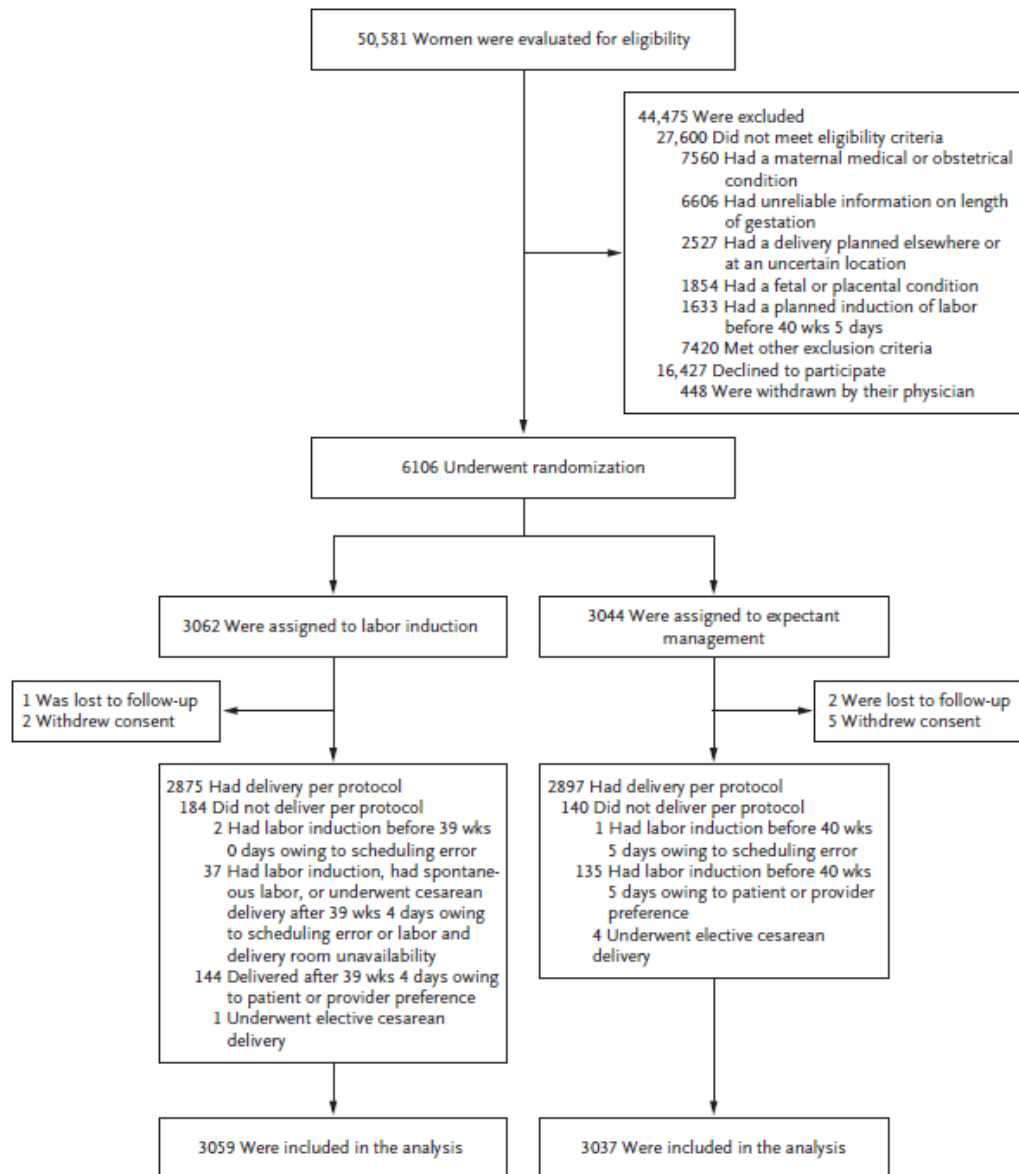 50,581 Women were evaluated for eligibility
44,475 Were excluded
27,600 Did not meet eligibility criteria
7560 Had a maternal medical or obstetrical
condition
6606 Had unreliable information on length
of gestation
2527 Had a delivery planned elsewhere or
at an uncertain location
1854 Had a fetal or placental condition
1633 Had a planned induction of labor
before 40 wks 5 days
7420 Met other exclusion criteria
16,427 Declined to participate
448 Were withdrawn by their physician
6106 Underwent randomization
3062 Were assigned to labor induction
3044 Were assigned to expectant
management
1 Was lost to follow-up
2 Withdrew consent
2 Were lost to follow-up
5 Withdrew consent
2875 Had delivery per protocol
184 Did not deliver per protocol
2 Had labor induction before 39 wks
0 days owing to scheduling error
37 Had labor induction, had spontane-
ous labor, or underwent cesarean
delivery after 39 wks 4 days owing
to scheduling error or labor and
delivery room unavailability
144 Delivered after 39 wks 4 days owing
to patient or provider preference
1 Underwent elective cesarean
delivery
2897 Had delivery per protocol
140 Did not deliver per protocol
1 Had labor induction before 40 wks
5 days owing to scheduling error
135 Had labor induction before 40 wks
5 days owing to patient or provider
preference
4 Underwent elective cesarean
delivery
3059 Were included in the analysis
3037 Were included in the analysis